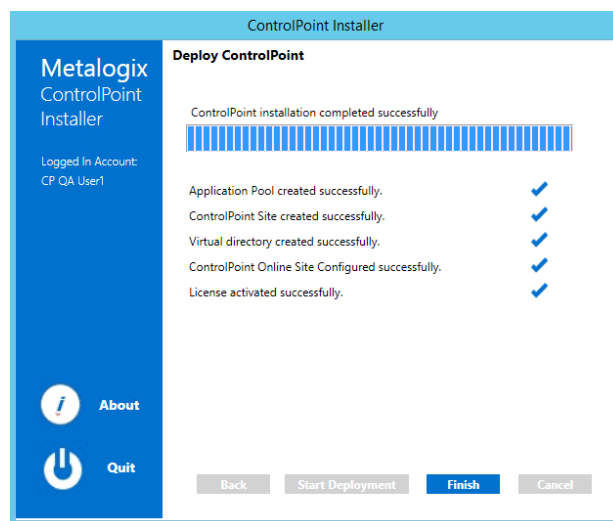 ControlPoint Installer
Metalogix
ControlPoint
Installer
Logged In Account:
CP QA User1
About
Quit
Deploy ControlPoint
ControlPoint installation completed successfully
Application Pool created successfully.
ControlPoint Site created successfully.
Virtual directory created successfully.
ControlPoint Online Site Configured successfully.
License activated successfully.
Back Start Deployment Finish Cancel